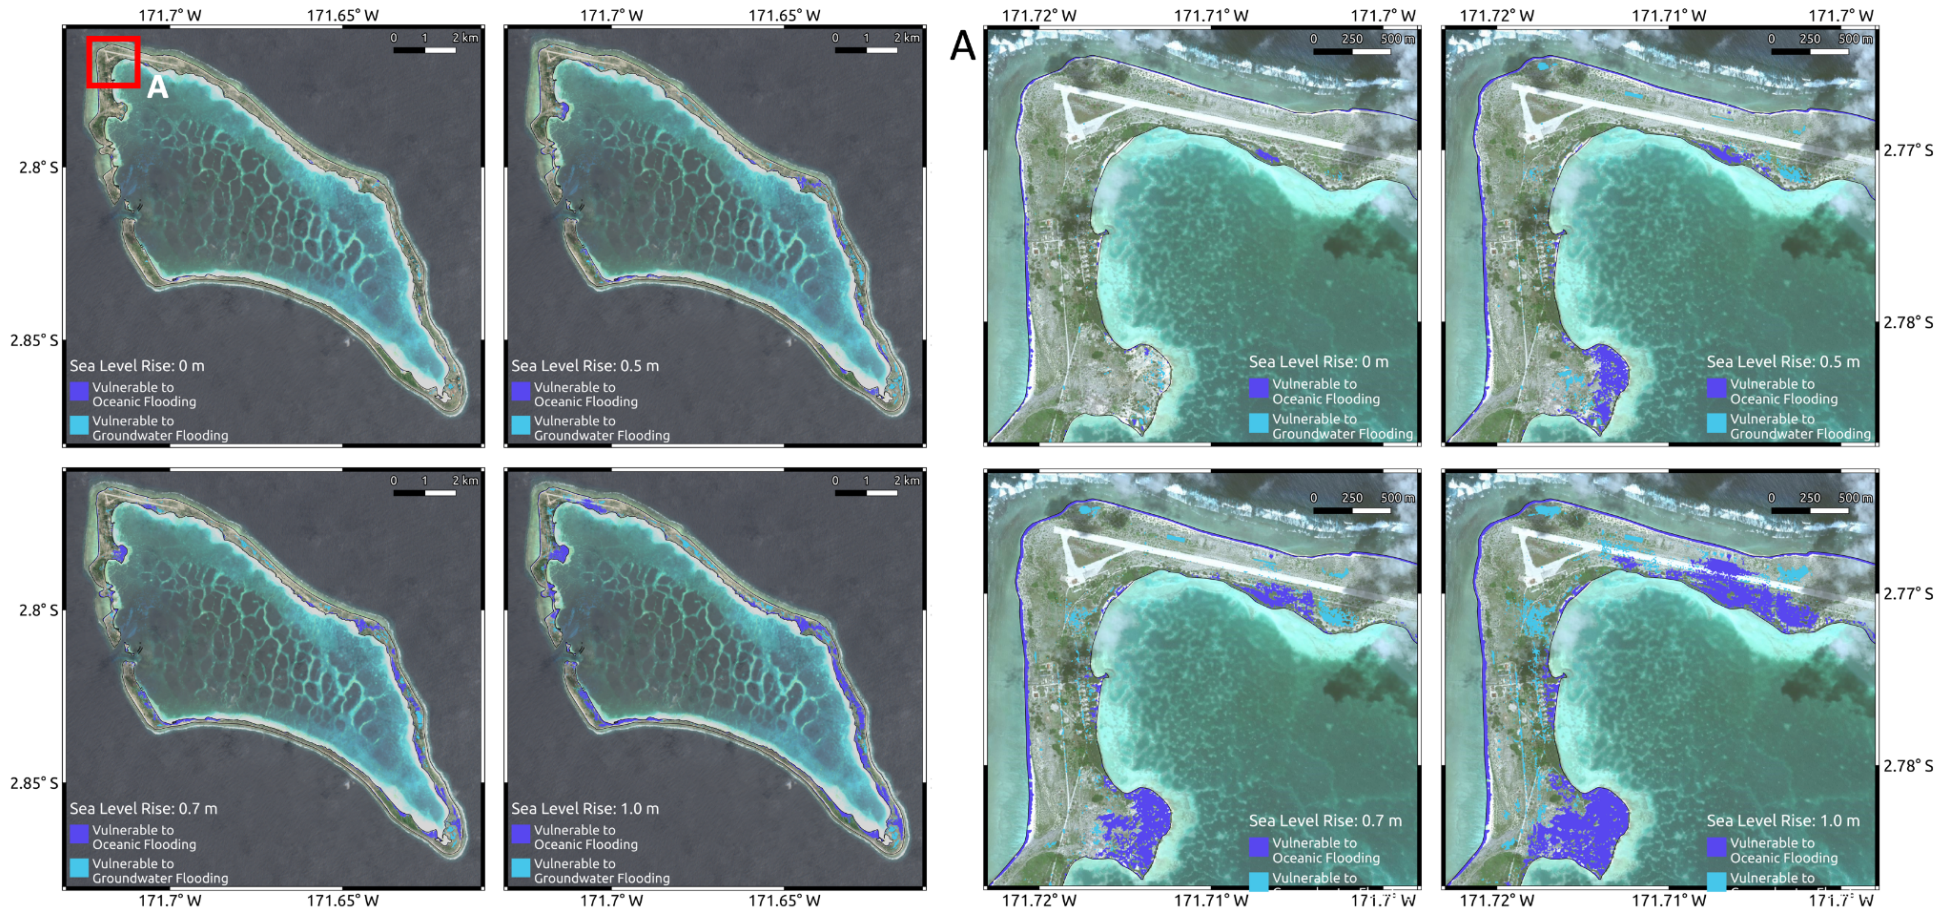 171.7° W 171.65° W 171.7° W 171.65° W
A
171.72° W 171.71° W 171.7° W 171.72° W 171.71° W 171.7° W
0 1 2 km
0 1 2 km
0 250 500 m
0 250 500 m
A
2.8° S
2.77° S
2.85° S
2.78° S
Sea Level Rise: 0 m
Vulnerable to
Oceanic Flooding
Vulnerable to
Groundwater Flooding
Sea Level Rise: 0.5 m
Vulnerable to
Oceanic Flooding
Vulnerable to
Groundwater Flooding
Sea Level Rise: 0 m
Vulnerable to
Oceanic Flooding
Vulnerable to
Groundwater Flooding
Sea Level Rise: 0.5 m
Vulnerable to
Oceanic Flooding
Vulnerable to
Groundwater Flooding
0 1 2 km
0 1 2 km
0 250 500 m
0 250 500 m
2.8° S
2.77° S
2.85° S
2.78° S
Sea Level Rise: 0.7 m
Vulnerable to
Oceanic Flooding
Vulnerable to
Groundwater Flooding
Sea Level Rise: 1.0 m
Vulnerable to
Oceanic Flooding
Vulnerable to
Groundwater Flooding
Sea Level Rise: 0.7 m
Vulnerable to
Oceanic Flooding
Vulnerable to
Sea Level Rise: 1.0 m
Vulnerable to
Oceanic Flooding
Vulnerable to
171.7° W 171.65° W 171.7° W 171.65° W
171.72° W 171.71° W 171.7° W 171.72° W 171.71° W 171.7° W